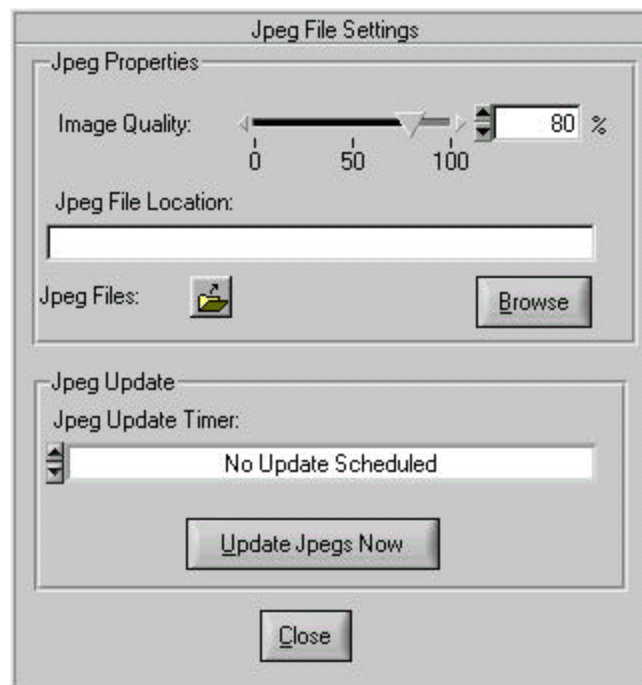 Jpeg File Settings
Jpeg Properties
Image Quality: 80 %
0 50 100
Jpeg File Location:
Jpeg Files: Browse
Jpeg Update
Jpeg Update Timer:
No Update Scheduled
Update Jpegs Now
Close